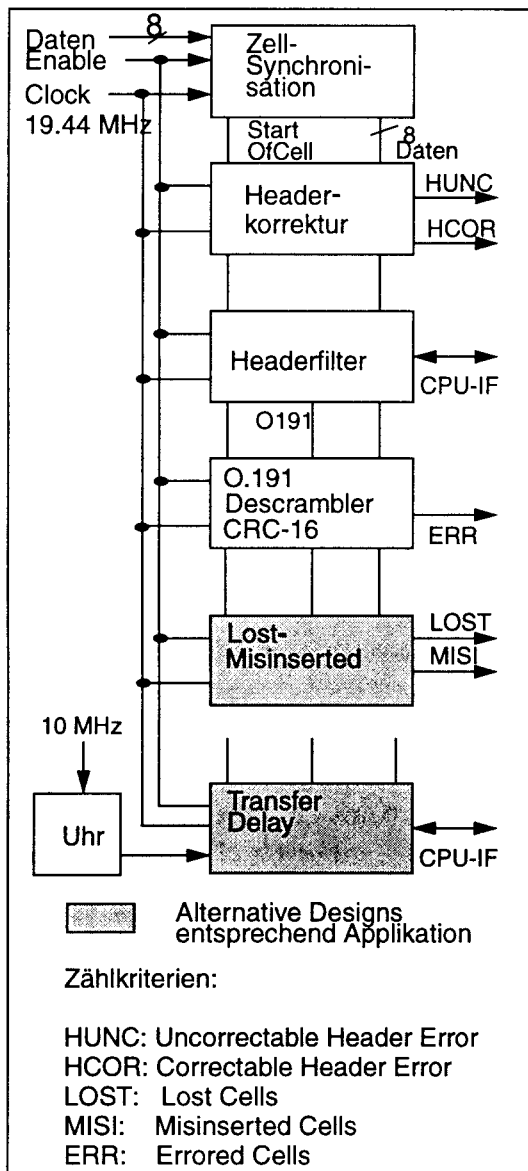 8
Daten
Enable
Clock
19.44 MHz
Zell-
Synchroni-
sation
Start
OfCell
8
Daten
Header-
korrektur
HUNC
HCOR
Headerfilter
CPU-IF
O191
O.191
Descrambler
CRC-16
ERR
Lost-
Misinserted
LOST
MISI
10 MHz
Uhr
Transfer
Delay
CPU-IF
Alternative Designs
entsprechend Applikation
Zählkriterien:
HUNC: Uncorrectable Header Error
HCOR: Correctable Header Error
LOST: Lost Cells
MISI: Misinserted Cells
ERR: Errored Cells